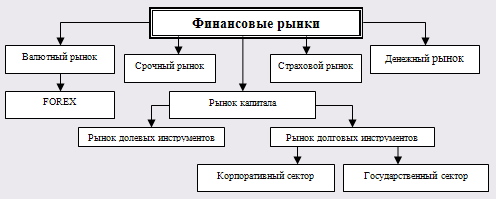 Финансовые рынки
Валютный рынок
Срочный рынок
Страховой рынок
Денежный рынок
FOREX
Рынок капитала
Рынок долевых инструментов
Рынок долговых инструментов
Корпоративный сектор
Государственный сектор